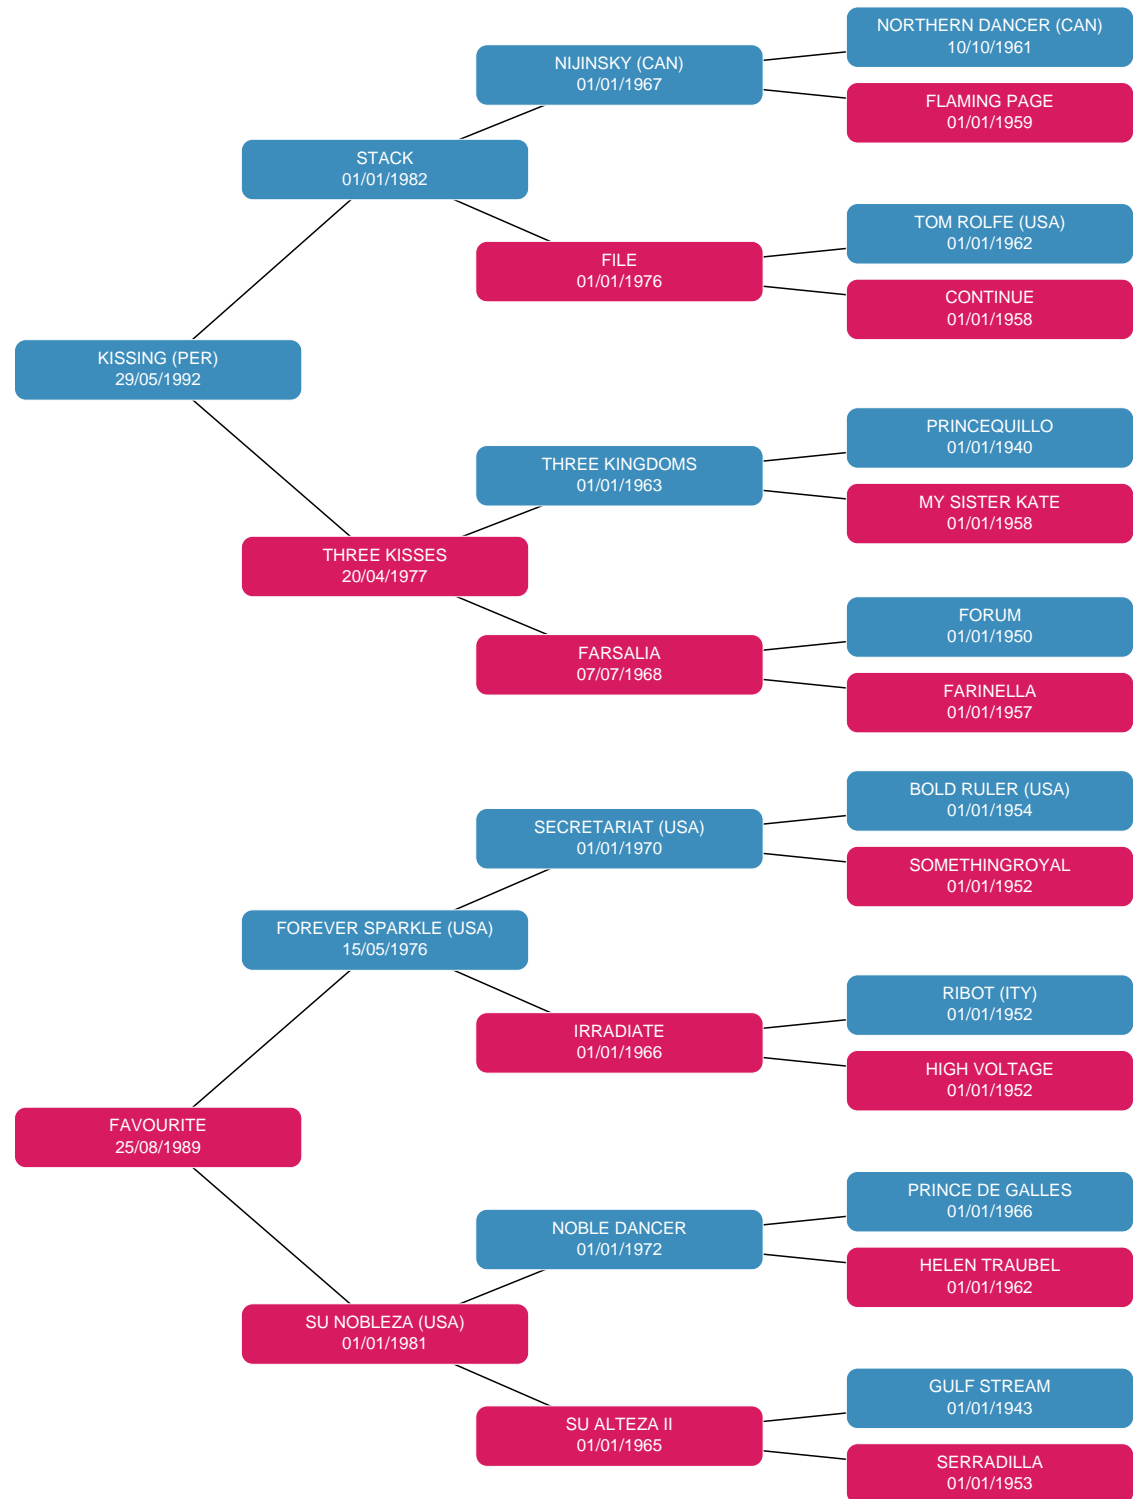 NORTHERN DANCER (CAN)
10/10/1961
NIJINSKY (CAN)
01/01/1967
FLAMING PAGE
01/01/1959
STACK
01/01/1982
TOM ROLFE (USA)
01/01/1962
FILE
01/01/1976
CONTINUE
01/01/1958
KISSING (PER)
29/05/1992
PRINCEQUILLO
01/01/1940
THREE KINGDOMS
01/01/1963
MY SISTER KATE
01/01/1958
THREE KISSES
20/04/1977
FORUM
01/01/1950
FARSALIA
07/07/1968
FARINELLA
01/01/1957
BOLD RULER (USA)
01/01/1954
SECRETARIAT (USA)
01/01/1970
SOMETHINGROYAL
01/01/1952
FOREVER SPARKLE (USA)
15/05/1976
RIBOT (ITY)
01/01/1952
IRRADIATE
01/01/1966
HIGH VOLTAGE
01/01/1952
FAVOURITE
25/08/1989
PRINCE DE GALLES
01/01/1966
NOBLE DANCER
01/01/1972
HELEN TRAUBEL
01/01/1962
SU NOBLEZA (USA)
01/01/1981
GULF STREAM
01/01/1943
SU ALTEZA II
01/01/1965
SERRADILLA
01/01/1953